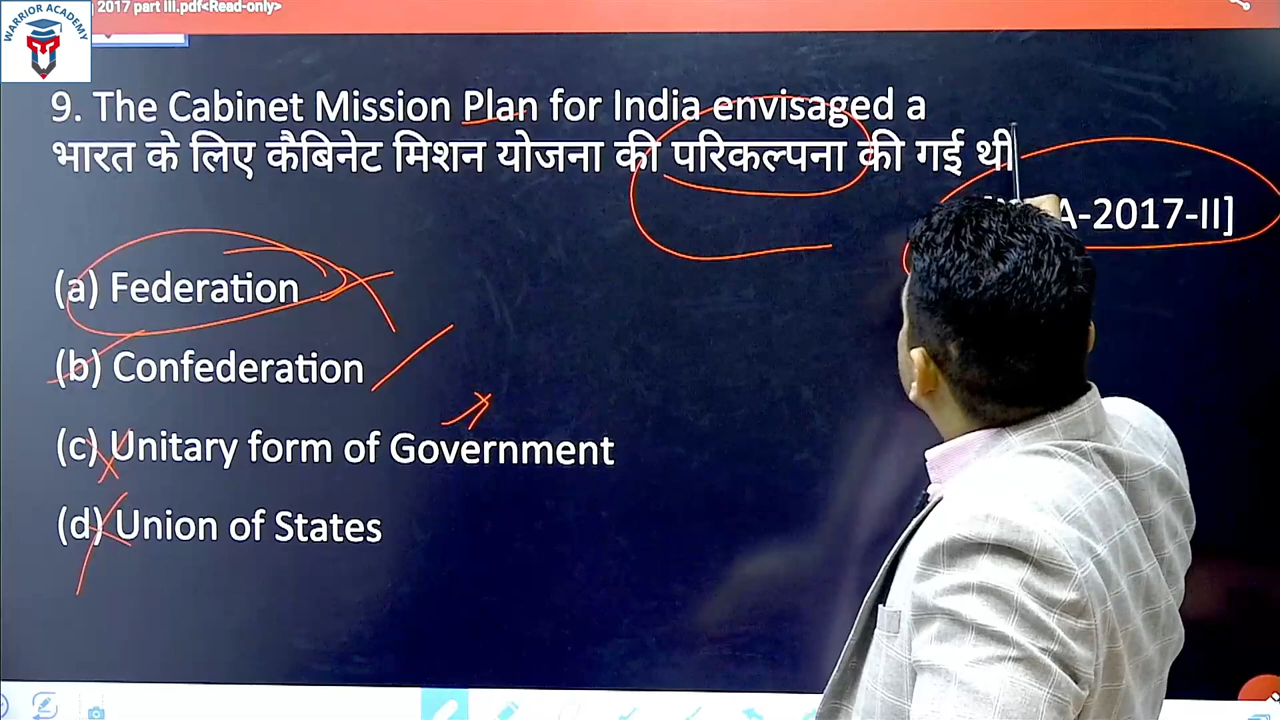 WARRIOR ACADEMY
2017 part III.pdf<Read-only>
9. The Cabinet Mission Plan for India envisaged a
भारत के लिए कैबिनेट मिशन योजना की परिकल्पना की गई थी
A-2017-II]
(a) Federation
(b) Confederation
(c) Unitary form of Government
(d) Union of States